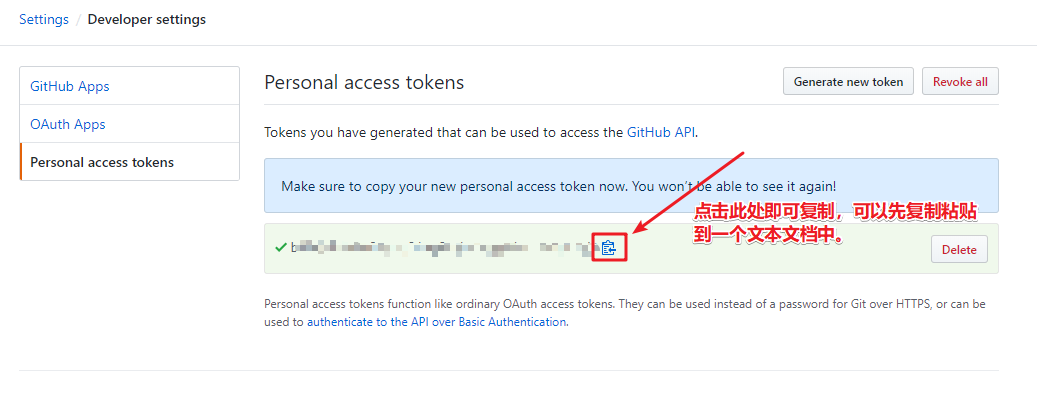 Settings / Developer settings
GitHub Apps
OAuth Apps
Personal access tokens
Personal access tokens
Generate new token
Revoke all
Tokens you have generated that can be used to access the GitHub API.
Make sure to copy your new personal access token now. You won't be able to see it again!
点击此处即可复制，可以先复制粘贴
到一个文本文档中。
Delete
Personal access tokens function like ordinary OAuth access tokens. They can be used instead of a password for Git over HTTPS, or can be
used to authenticate to the API over Basic Authentication.